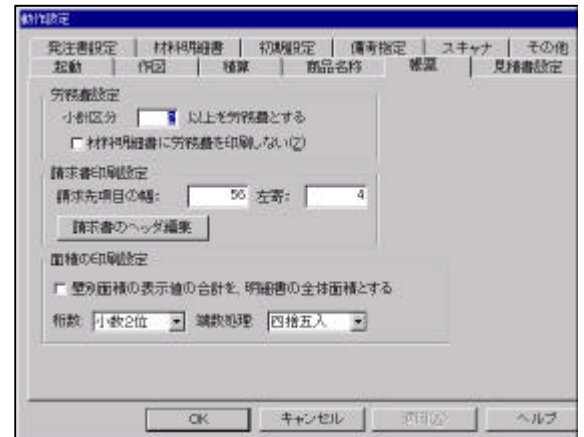 動作設定
発注書設定 材料明細書 初期設定 備考指定 スキャナ その他
起動 作図 積算 商品名称 帳票 見積書設定
労務費設定
小計区分 以上を労務費とする
材料明細書に労務費を印刷しない(Z)
請求書印刷設定
請求先項目の幅: 56 左寄: 4
請求書のヘッダ編集
面積の印刷設定
壁別面積の表示値の合計を、明細書の全体面積とする
桁数: 小数2位 端数処理: 四捨五入
OK キャンセル 適用(A) ヘルプ